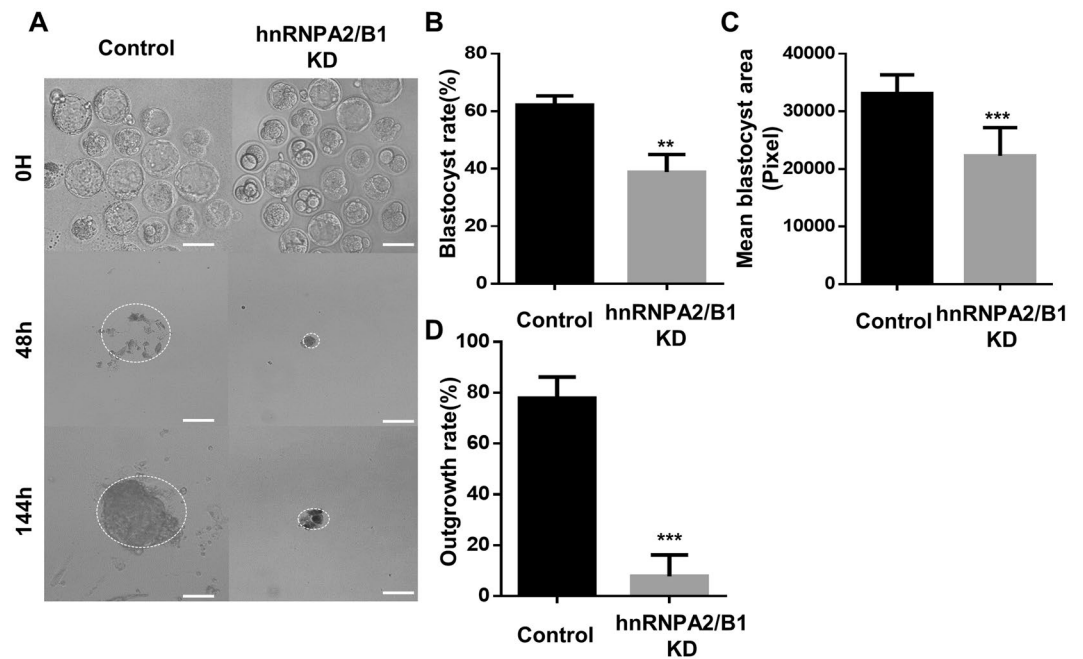 A
Control
hnRNPA2/B1
KD
0H
48h
144h
B
Blastocyst rate(%)
80
60
40
20
0
**
Control
hnRNPA2/B1
KD
C
Mean blastocyst area
(Pixel)
40000
30000
20000
10000
0
***
Control
hnRNPA2/B1
KD
D
Outgrowth rate(%)
100
80
60
40
20
0
***
Control
hnRNPA2/B1
KD